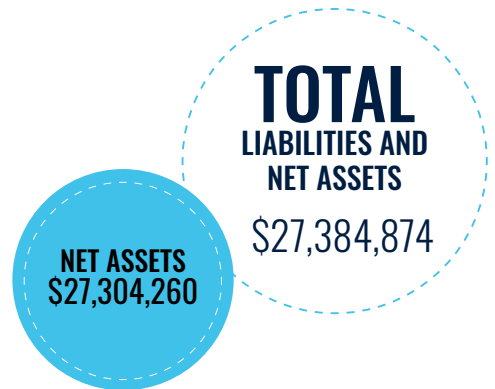 TOTAL
LIABILITIES AND
NET ASSETS
$27,384,874
NET ASSETS
$27,304,260